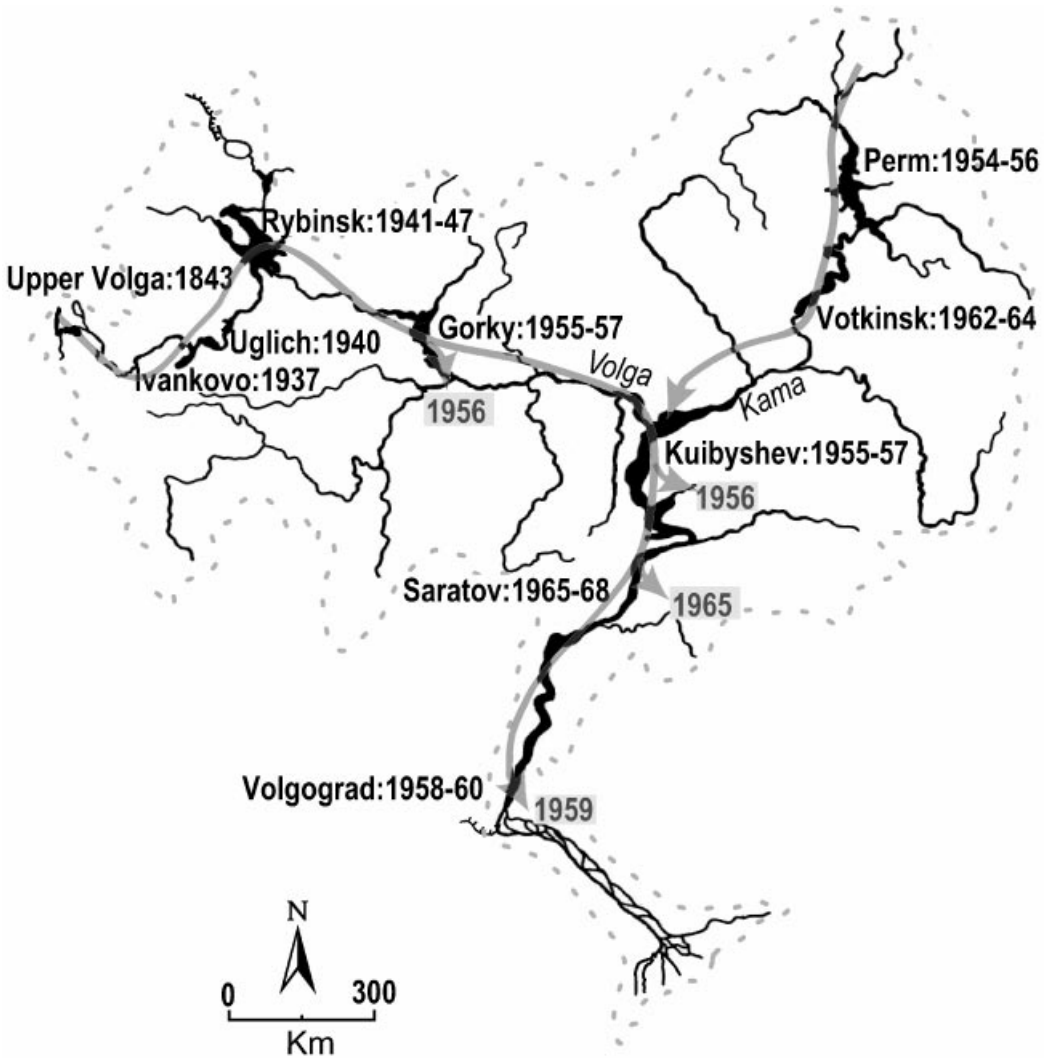 Perm:1954-56
Rybinsk:1941-47
Upper Volga:1843
Votkinsk:1962-64
Gorky:1955-57
Uglich:1940
Volga
Ivankovo:1937
Kama
1956
Kuibyshev:1955-57
1956
Saratov:1965-68
1965
Volgograd:1958-60
1959
N
0 300
Km